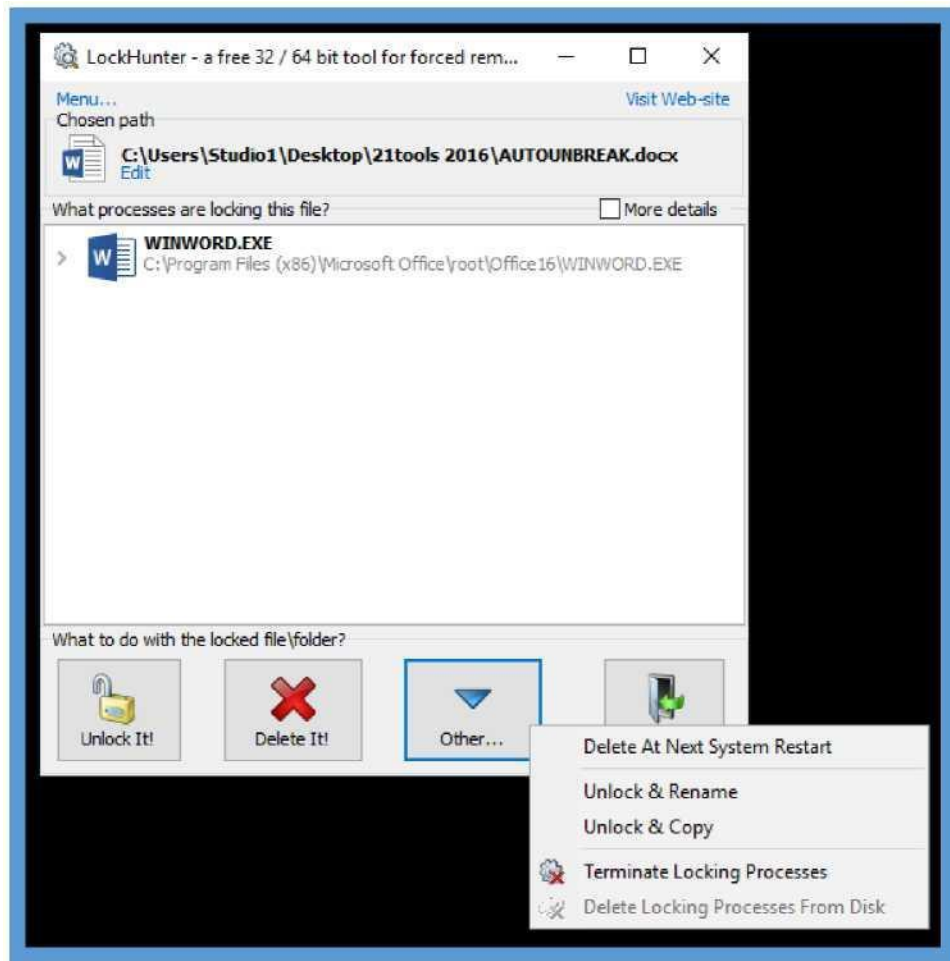 LockHunter - a free 32 / 64 bit tool for forced rem...
Menu... Visit Web-site
Chosen path
C:\Users\Studio1\Desktop\21tools 2016\AUTOUNBREAK.docx
Edit
What processes are locking this file? More details
WINWORD.EXE
C:\Program Files (x86)\Microsoft Office\root\Office16\WINWORD.EXE
What to do with the locked file\folder?
Unlock It! Delete It! Other...
Delete At Next System Restart
Unlock & Rename
Unlock & Copy
Terminate Locking Processes
Delete Locking Processes From Disk